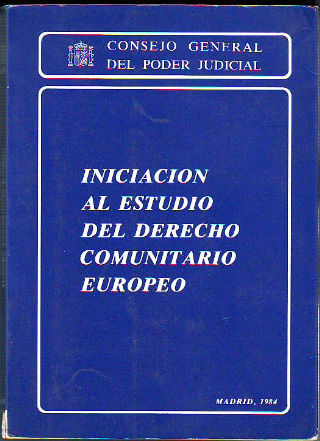 CONSEJO GENERAL
DEL PODER JUDICIAL
INICIACION
AL ESTUDIO
DEL DERECHO
COMUNITARIO
EUROPEO
MADRID, 1984